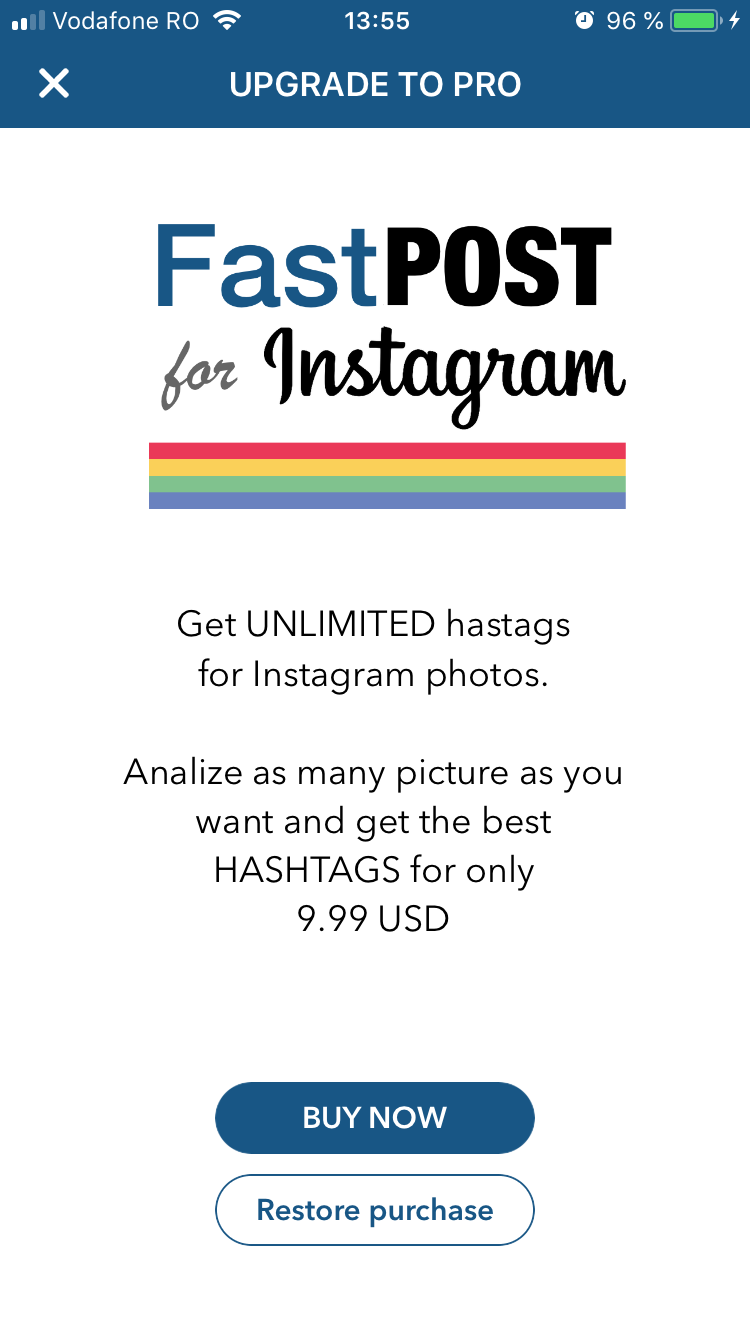 Vodafone RO 13:55 96 %
UPGRADE TO PRO
FastPOST
for Instagram
Get UNLIMITED hastags
for Instagram photos.
Analize as many picture as you
want and get the best
HASHTAGS for only
9.99 USD
BUY NOW
Restore purchase